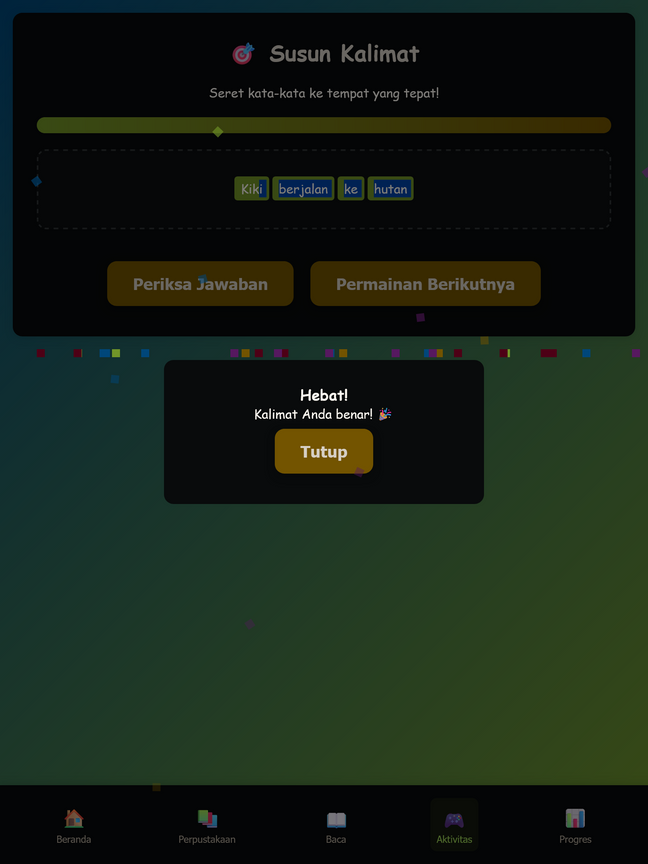 Susun Kalimat
Seret kata-kata ke tempat yang tepat!
Kiki berjalan ke hutan
Periksa Jawaban Permainan Berikutnya
Hebat!
Kalimat Anda benar!
Tutup
Beranda Perpustakaan Baca Aktivitas Progres